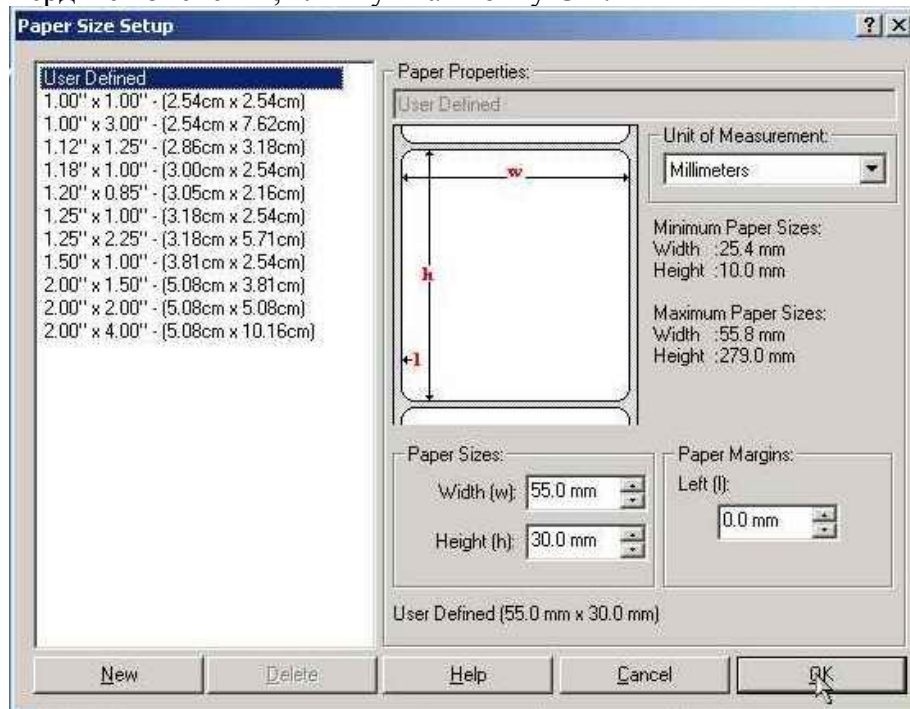 Paper Size Setup
User Defined
1.00" x 1.00" - (2.54cm x 2.54cm)
1.00" x 3.00" - (2.54cm x 7.62cm)
1.12" x 1.25" - (2.86cm x 3.18cm)
1.18" x 1.00" - (3.00cm x 2.54cm)
1.20" x 0.85" - (3.05cm x 2.16cm)
1.25" x 1.00" - (3.18cm x 2.54cm)
1.25" x 2.25" - (3.18cm x 5.71cm)
1.50" x 1.00" - (3.81cm x 2.54cm)
2.00" x 1.50" - (5.08cm x 3.81cm)
2.00" x 2.00" - (5.08cm x 5.08cm)
2.00" x 4.00" - (5.08cm x 10.16cm)
Paper Properties:
User Defined
w
h
l
Unit of Measurement:
Millimeters
Minimum Paper Sizes:
Width :25.4 mm
Height :10.0 mm
Maximum Paper Sizes:
Width :55.8 mm
Height :279.0 mm
Paper Sizes:
Width (w): 55.0 mm
Height (h): 30.0 mm
Paper Margins:
Left (l):
0.0 mm
User Defined (55.0 mm x 30.0 mm)
New
Delete
Help
Cancel
OK